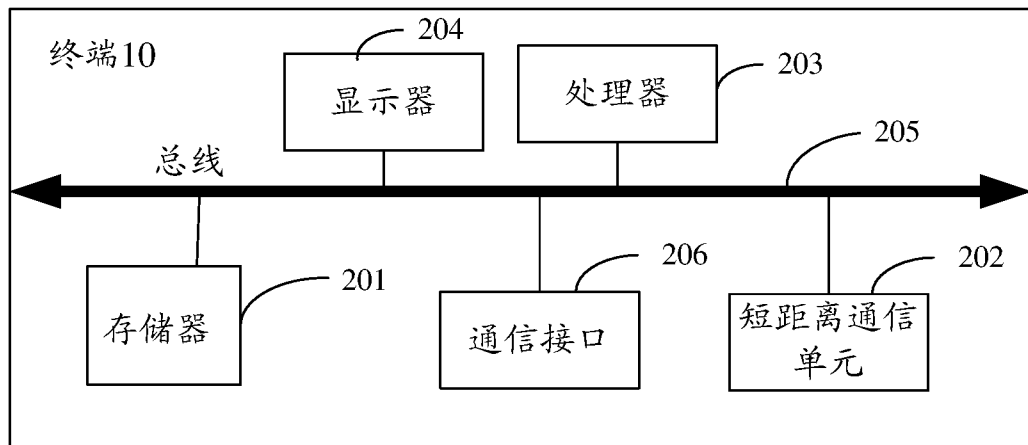 终端10
204
显示器
203
处理器
总线
205
201
存储器
206
通信接口
202
短距离通信
单元